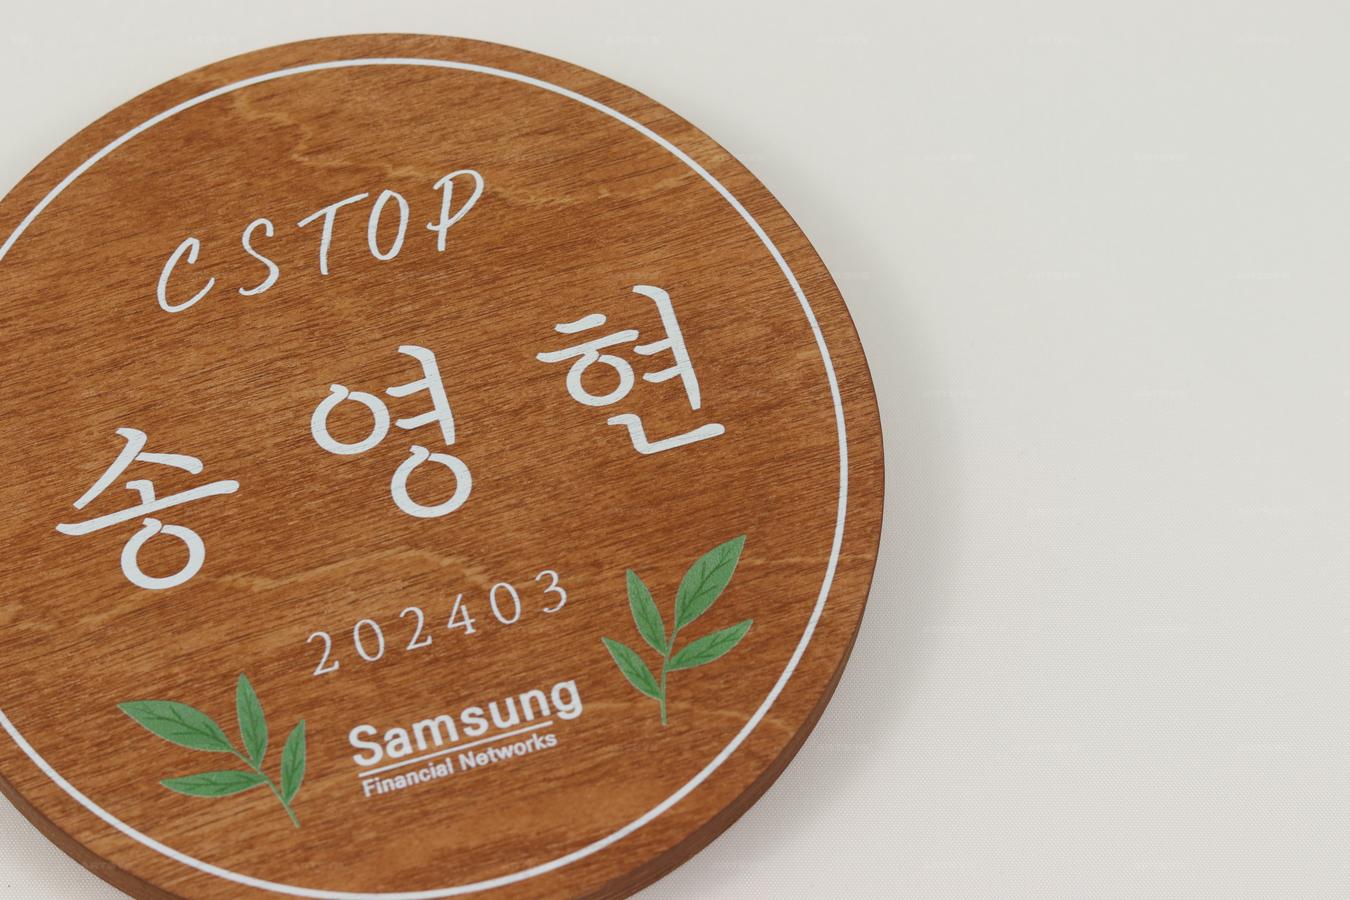 CSTOP
송영현
202403
Samsung
Financial Networks